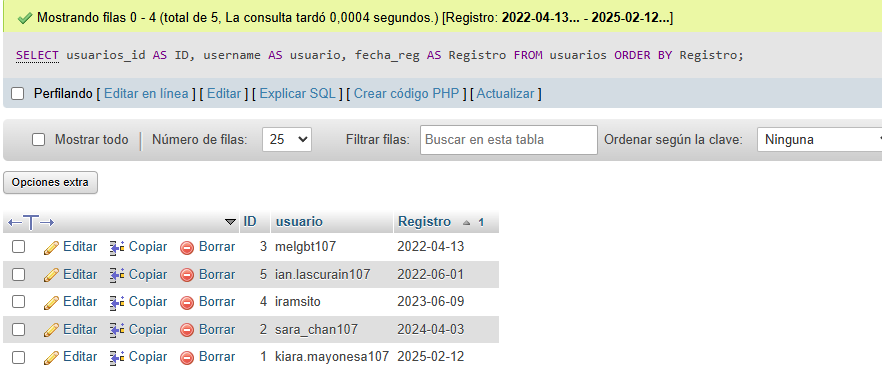 Mostrando filas 0 - 4 (total de 5, La consulta tardó 0,0004 segundos.) [Registro: 2022-04-13... - 2025-02-12...]
SELECT usuarios_id AS ID, username AS usuario, fecha_reg AS Registro FROM usuarios ORDER BY Registro;
Perfilando [ Editar en línea ] [ Editar ] [ Explicar SQL ] [ Crear código PHP ] [ Actualizar ]
Mostrar todo | Número de filas: 25 Filtrar filas: Buscar en esta tabla Ordenar según la clave: Ninguna
Opciones extra
←T→ ID usuario Registro 1
Editar Copiar Borrar 3 melgbt107 2022-04-13
Editar Copiar Borrar 5 ian.lascurain107 2022-06-01
Editar Copiar Borrar 4 iramsito 2023-06-09
Editar Copiar Borrar 2 sara_chan107 2024-04-03
Editar Copiar Borrar 1 kiara.mayonesa107 2025-02-12